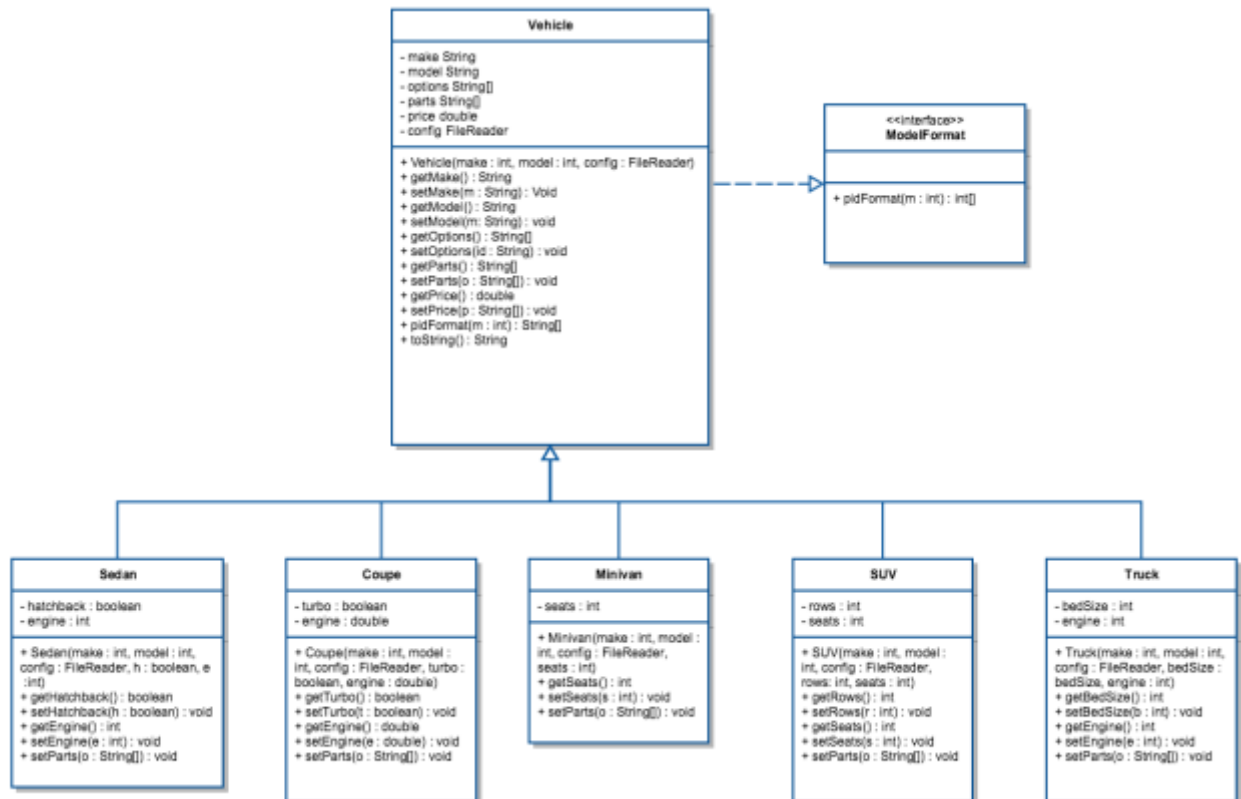 Vehicle
- make String
- model String
- options String[]
- parts String[]
- price double
- config FileReader
+ Vehicle(make : int, model : int, config : FileReader)
+ getMake() : String
+ setMake(m : String) : Void
+ getModel() : String
+ setModel(m: String) : void
+ getOptions() : String[]
+ setOptions(id : String) : void
+ getParts() : String[]
+ setParts(o : String[]) : void
+ getPrice() : double
+ setPrice(p : String[]) : void
+ pidFormat(m : int) : String[]
+ toString() : String
<<interface>>
ModelFormat
+ pidFormat(m : int) : int[]
Sedan
- hatchback : boolean
- engine : int
+ Sedan(make : int, model : int,
config : FileReader, h : boolean, e
:int)
+ getHatchback() : boolean
+ setHatchback(h : boolean) : void
+ getEngine() : int
+ setEngine(e : int) : void
+ setParts(o : String[]) : void
Coupe
- turbo : boolean
- engine : double
+ Coupe(make : int, model :
int, config : FileReader, turbo :
boolean, engine : double)
+ getTurbo() : boolean
+ setTurbo(t : boolean) : void
+ getEngine() : double
+ setEngine(e : double) : void
+ setParts(o : String[]) : void
Minivan
- seats : int
+ Minivan(make : int, model :
int, config : FileReader,
seats : int)
+ getSeats() : int
+ setSeats(s : int) : void
+ setParts(o : String[]) : void
SUV
- rows : int
- seats : int
+ SUV(make : int, model :
int, config : FileReader,
rows: int, seats : int)
+ getRows() : int
+ setRows(r : int) : void
+ getSeats() : int
+ setSeats(s : int) : void
+ setParts(o : String[]) : void
Truck
- bedSize : int
- engine : int
+ Truck(make : int, model : int,
config : FileReader, bedSize :
bedSize, engine : int)
+ getBedSize() : int
+ setBedSize(b : int) : void
+ getEngine() : int
+ setEngine(e : int) : void
+ setParts(o : String[]) : void